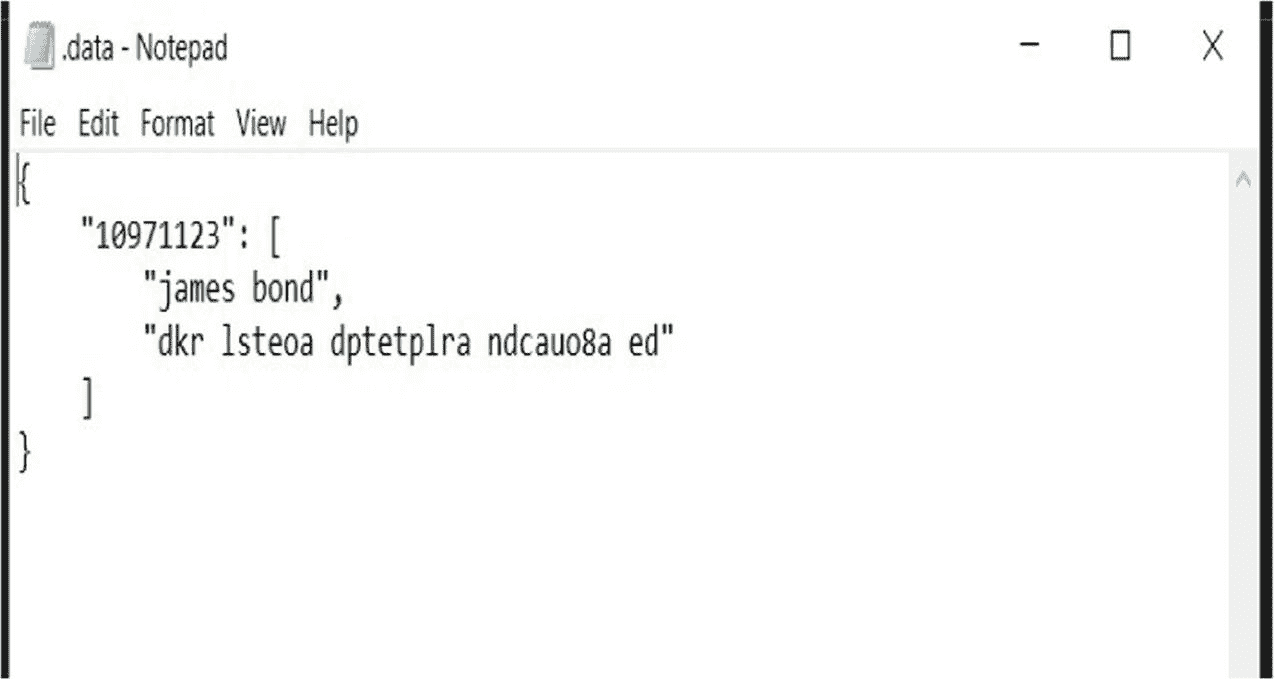 .data - Notepad
File Edit Format View Help
{
"10971123": [
"james bond",
"dkr lsteoa dptetplra ndcauo8a ed"
]
}